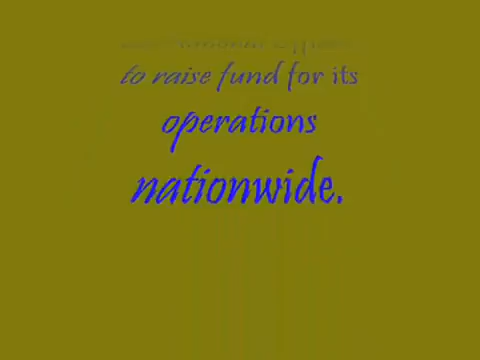 to raise fund for its
operations
nationwide.